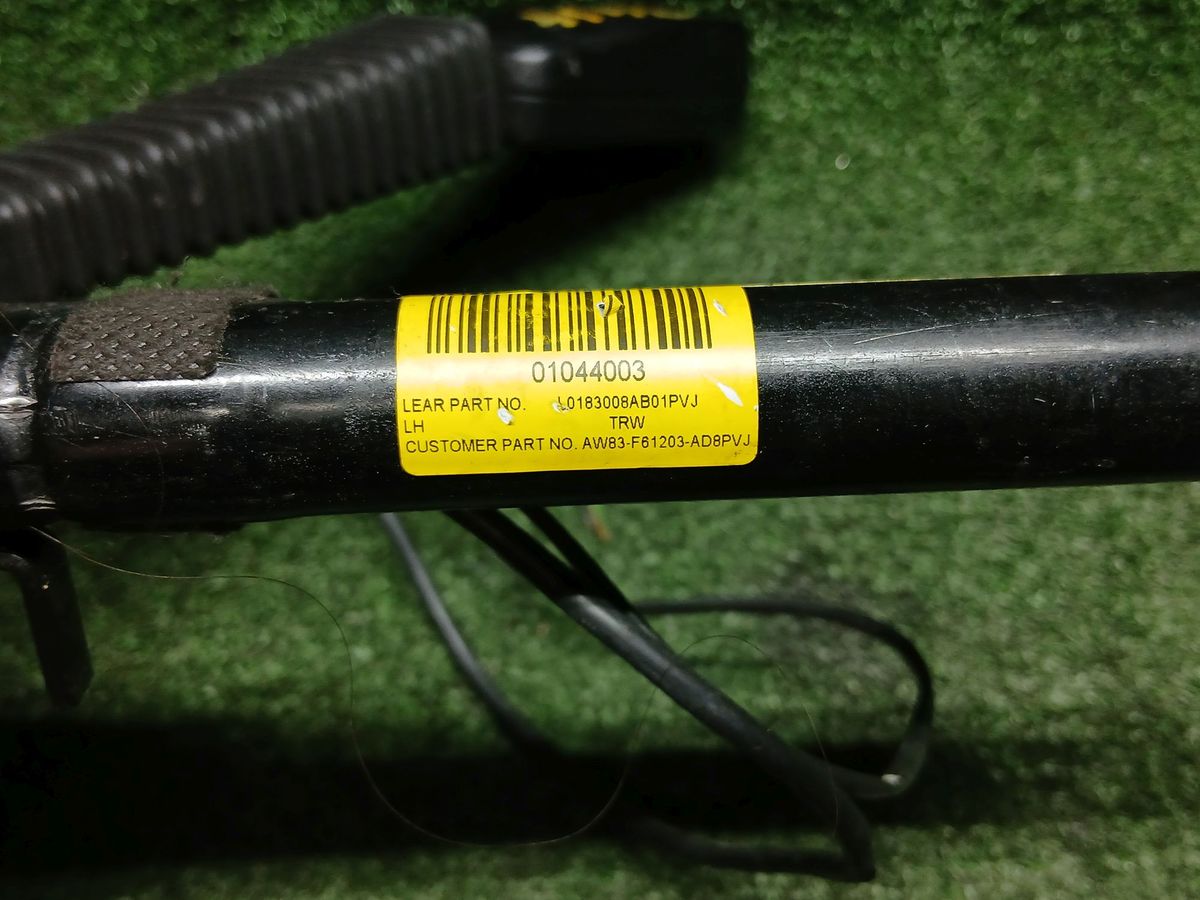 01044003
LEAR PART NO. L0183008AB01PVJ
LH TRW
CUSTOMER PART NO. AW83-F61203-AD8PVJ